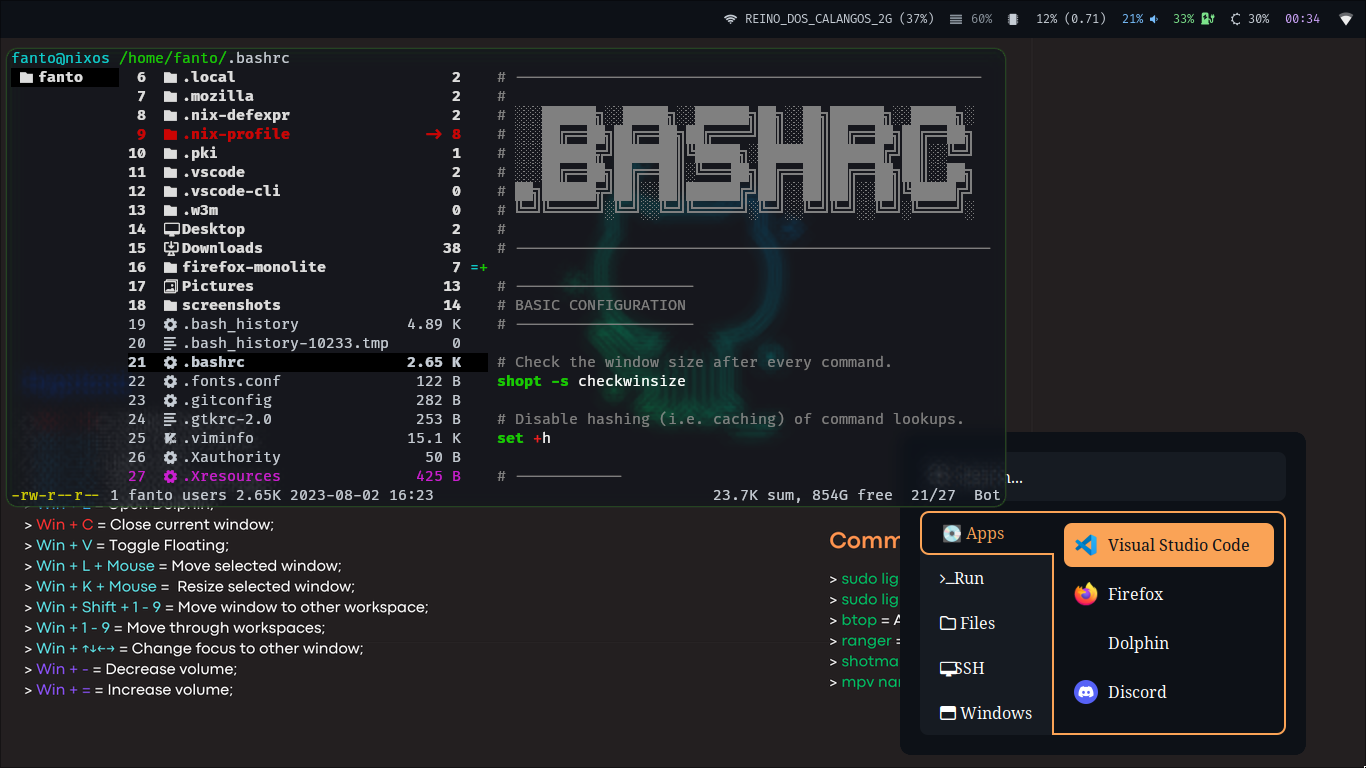 REINO_DOS_CALANGOS_2G (37%) 60% 12% (0.71) 21% 33% 30% 00:34
fanto@nixos /home/fanto/.bashrc
fanto
6 .local 2
7 .mozilla 2
8 .nix-defexpr 2
9 .nix-profile -> 8
10 .pki 1
11 .vscode 2
12 .vscode-cli 0
13 .w3m 0
14 Desktop 2
15 Downloads 38
16 firefox-monolite 7 =+
17 Pictures 13
18 screenshots 14
19 .bash_history 4.89 K
20 .bash_history-10233.tmp 0
21 .bashrc 2.65 K
22 .fonts.conf 122 B
23 .gitconfig 282 B
24 .gtkrc-2.0 253 B
25 .viminfo 15.1 K
26 .Xauthority 50 B
27 .Xresources 425 B
#
#
#
# .BASHRC
#
#
#
#
#
#
#
# BASIC CONFIGURATION
#
# Check the window size after every command.
shopt -s checkwinsize
# Disable hashing (i.e. caching) of command lookups.
set +h
#
-rw-r--r-- 1 fanto users 2.65K 2023-08-02 16:23 23.7K sum, 854G free 21/27 Bot
> Win + C = Close current window;
> Win + V = Toggle Floating;
> Win + L + Mouse = Move selected window;
> Win + K + Mouse = Resize selected window;
> Win + Shift + 1 - 9 = Move window to other workspace;
> Win + 1 - 9 = Move through workspaces;
> Win + ↑↓←→ = Change focus to other window;
> Win + - = Decrease volume;
> Win + = = Increase volume;
Comm
> sudo lig
> sudo lig
> btop = A
> ranger =
> shotma
> mpv nar
Apps
Run
Files
SSH
Windows
Visual Studio Code
Firefox
Dolphin
Discord